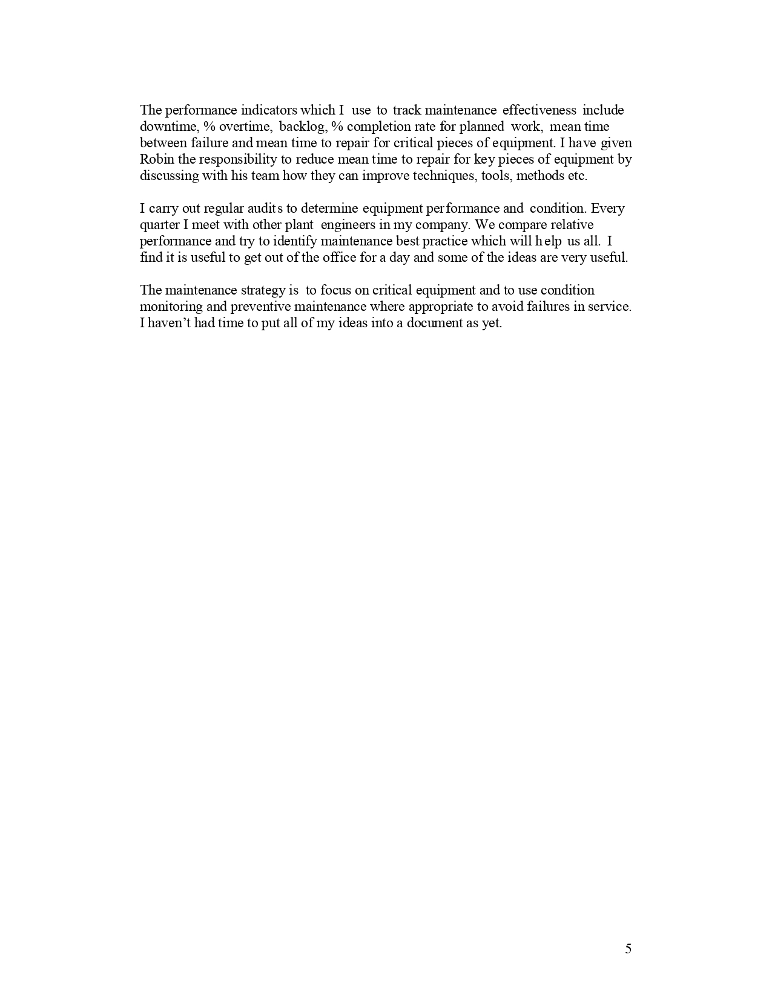 The performance indicators which I use to track maintenance effectiveness include
downtime, % overtime, backlog, % completion rate for planned work, mean time
between failure and mean time to repair for critical pieces of equipment. I have given
Robin the responsibility to reduce mean time to repair for key pieces of equipment by
discussing with his team how they can improve techniques, tools, methods etc.
I carry out regular audits to determine equipment performance and condition. Every
quarter I meet with other plant engineers in my company. We compare relative
performance and try to identify maintenance best practice which will help us all. I
find it is useful to get out of the office for a day and some of the ideas are very useful.
The maintenance strategy is to focus on critical equipment and to use condition
monitoring and preventive maintenance where appropriate to avoid failures in service.
I haven’t had time to put all of my ideas into a document as yet.
5